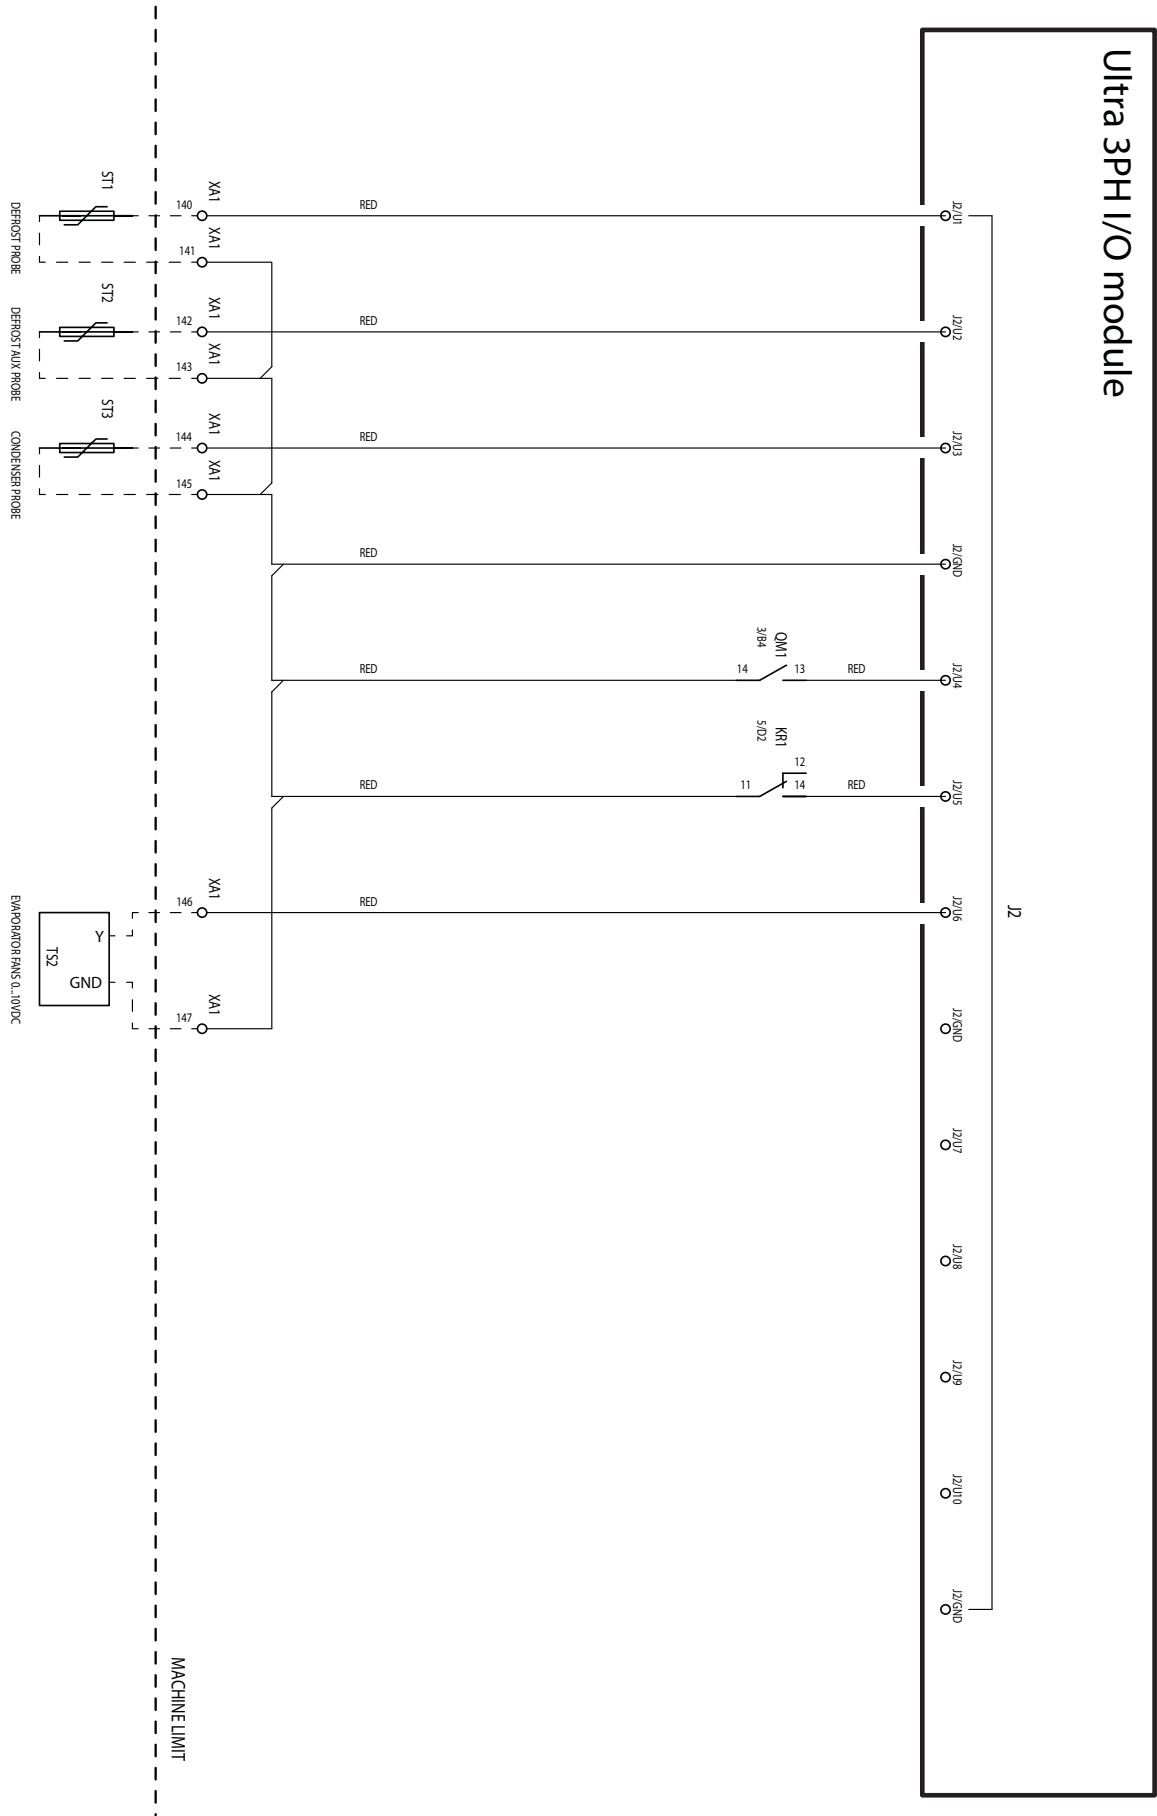 Ultra 3PH I/O module
J2
J2/U1
J2/U2
J2/U3
J2/GND
J2/U4
J2/U5
J2/U6
J2/GND
J2/U7
J2/U8
J2/U9
J2/U10
J2/GND
RED
RED
RED
RED
RED
QM1
3/B4
14
13
RED
RED
KR1
5/D2
12
11
14
RED
RED
XA1
140
XA1
141
XA1
142
XA1
143
XA1
144
XA1
145
XA1
146
XA1
147
MACHINE LIMIT
ST1
DEFROST PROBE
ST2
DEFROST AUX PROBE
ST3
CONDENSER PROBE
Y
TS2
GND
EVAPORATOR FANS 0...10VDC